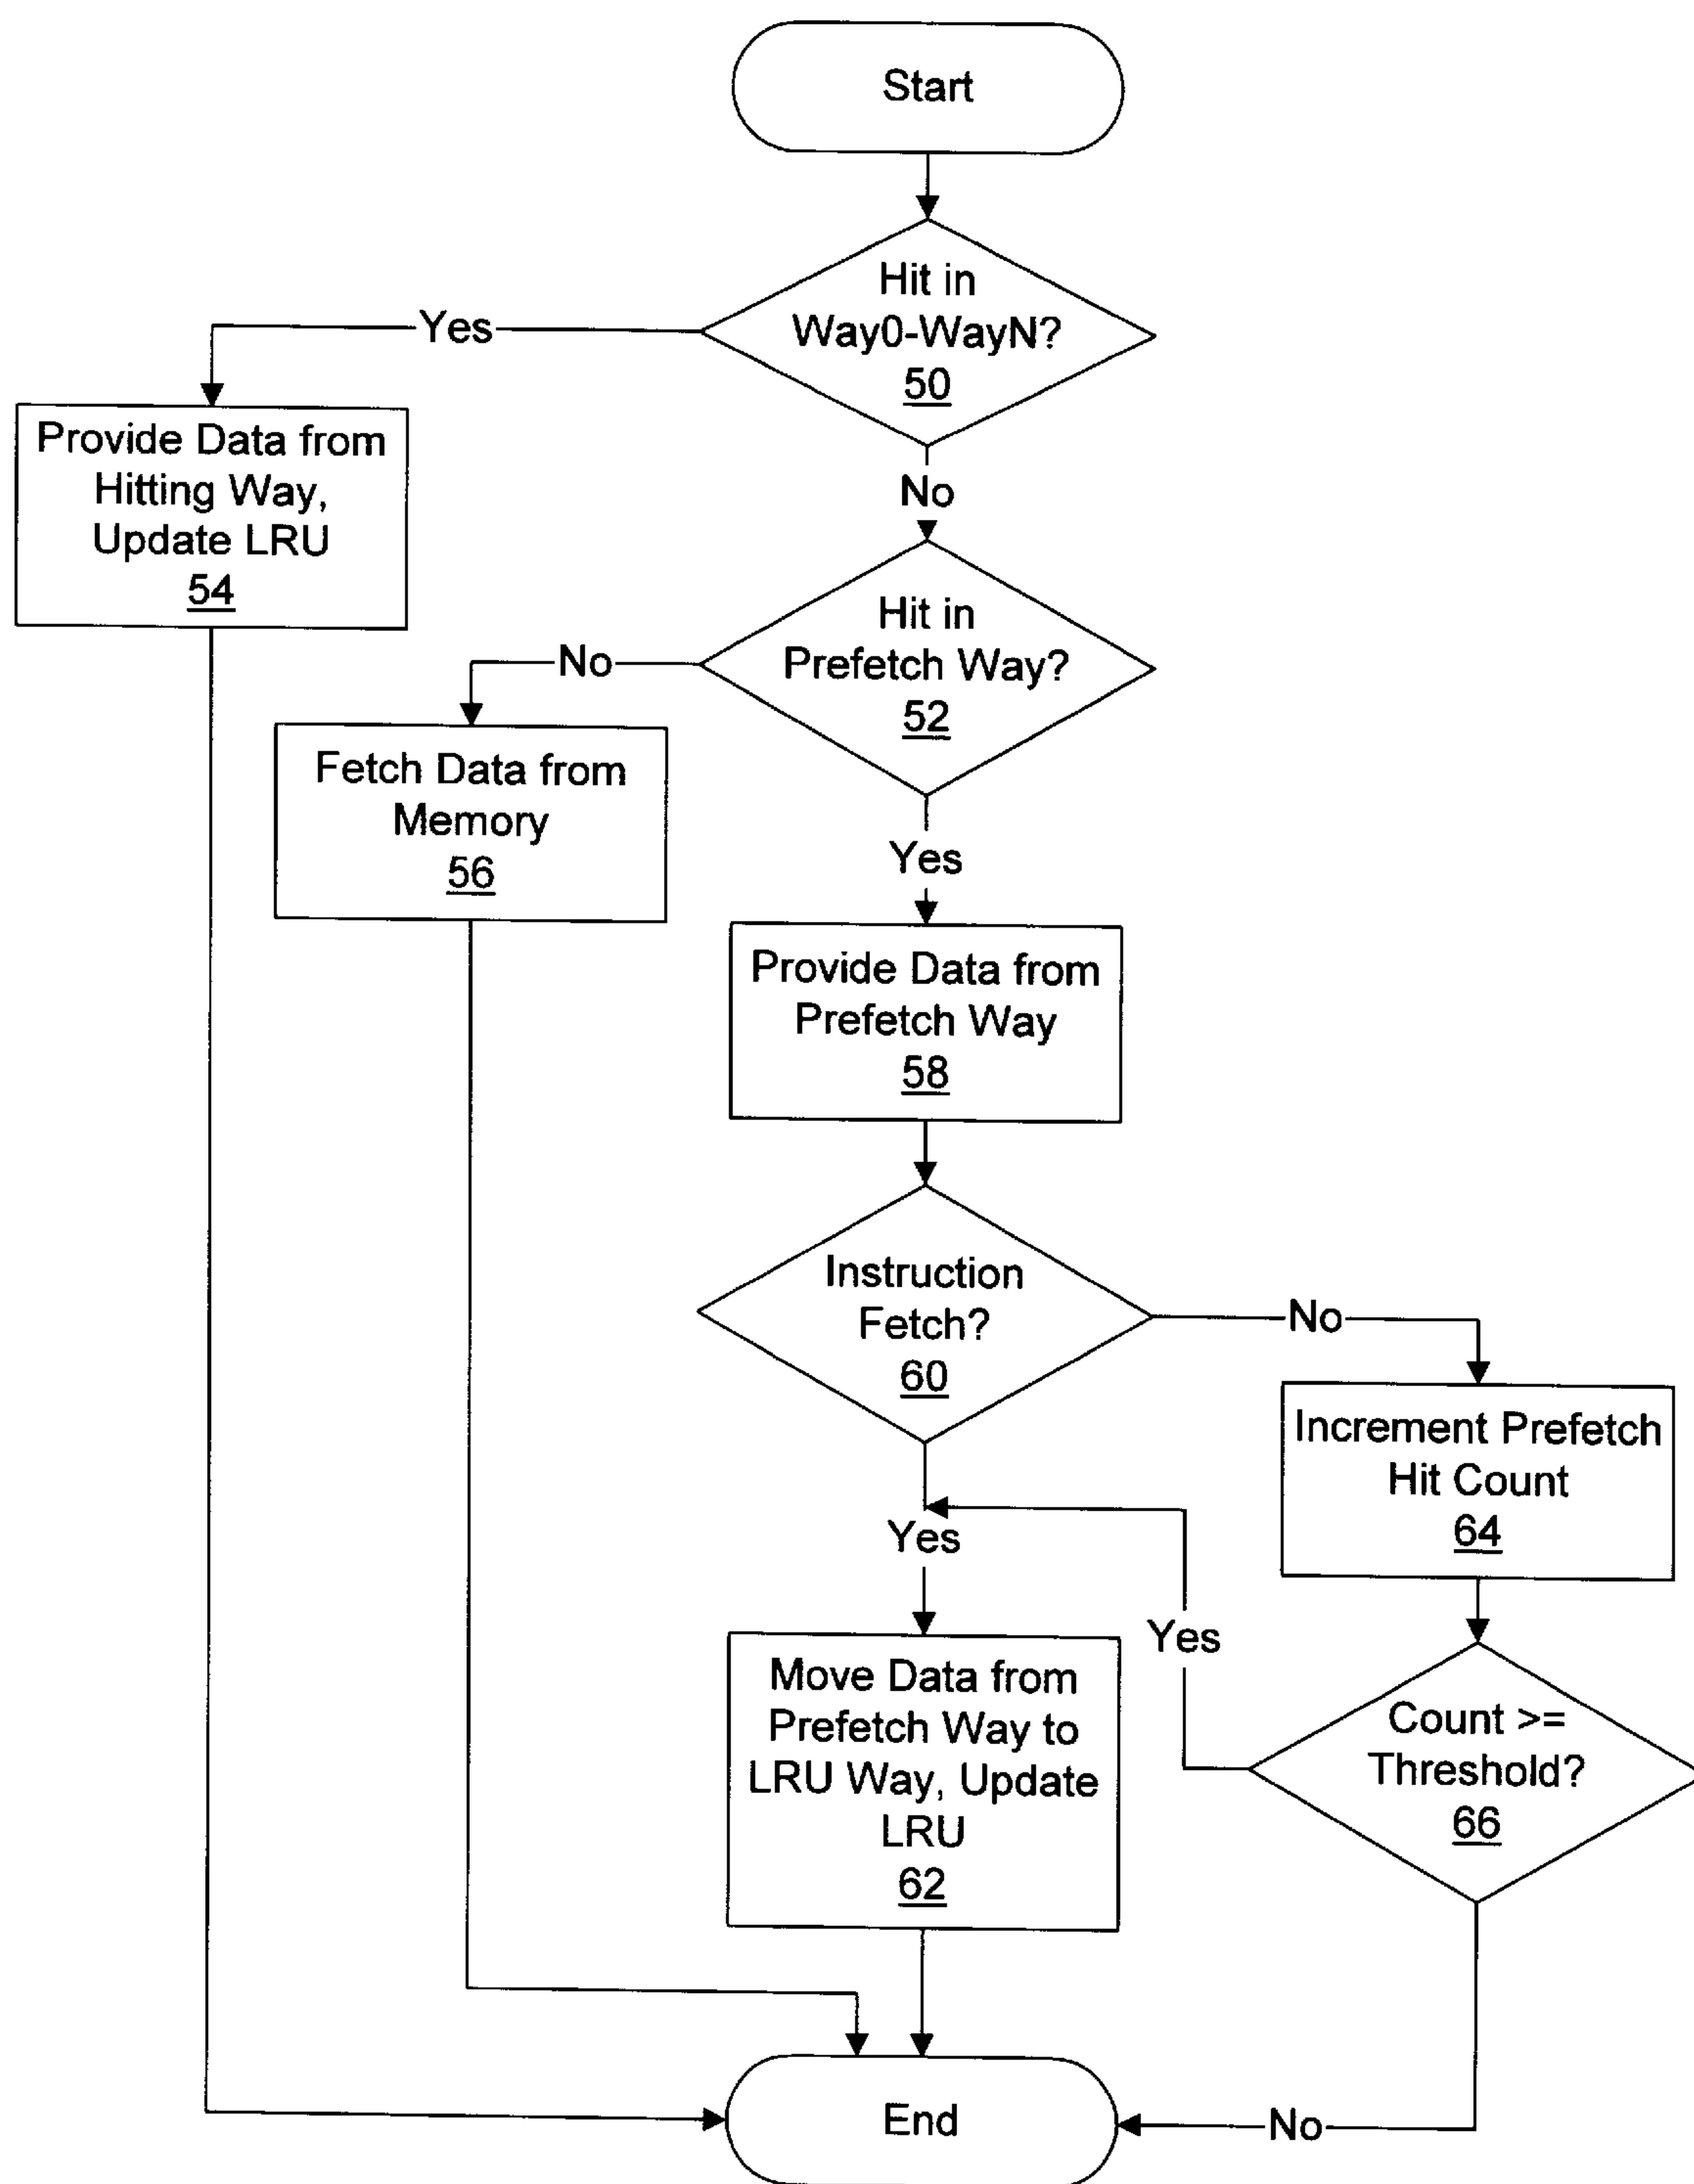 Start
Hit in
Way0-WayN?
50
Yes
No
Provide Data from
Hitting Way,
Update LRU
54
Hit in
Prefetch Way?
52
No
Yes
Fetch Data from
Memory
56
Provide Data from
Prefetch Way
58
Instruction
Fetch?
60
No
Yes
Increment Prefetch
Hit Count
64
Yes
Move Data from
Prefetch Way to
LRU Way, Update
LRU
62
Count >=
Threshold?
66
End
No